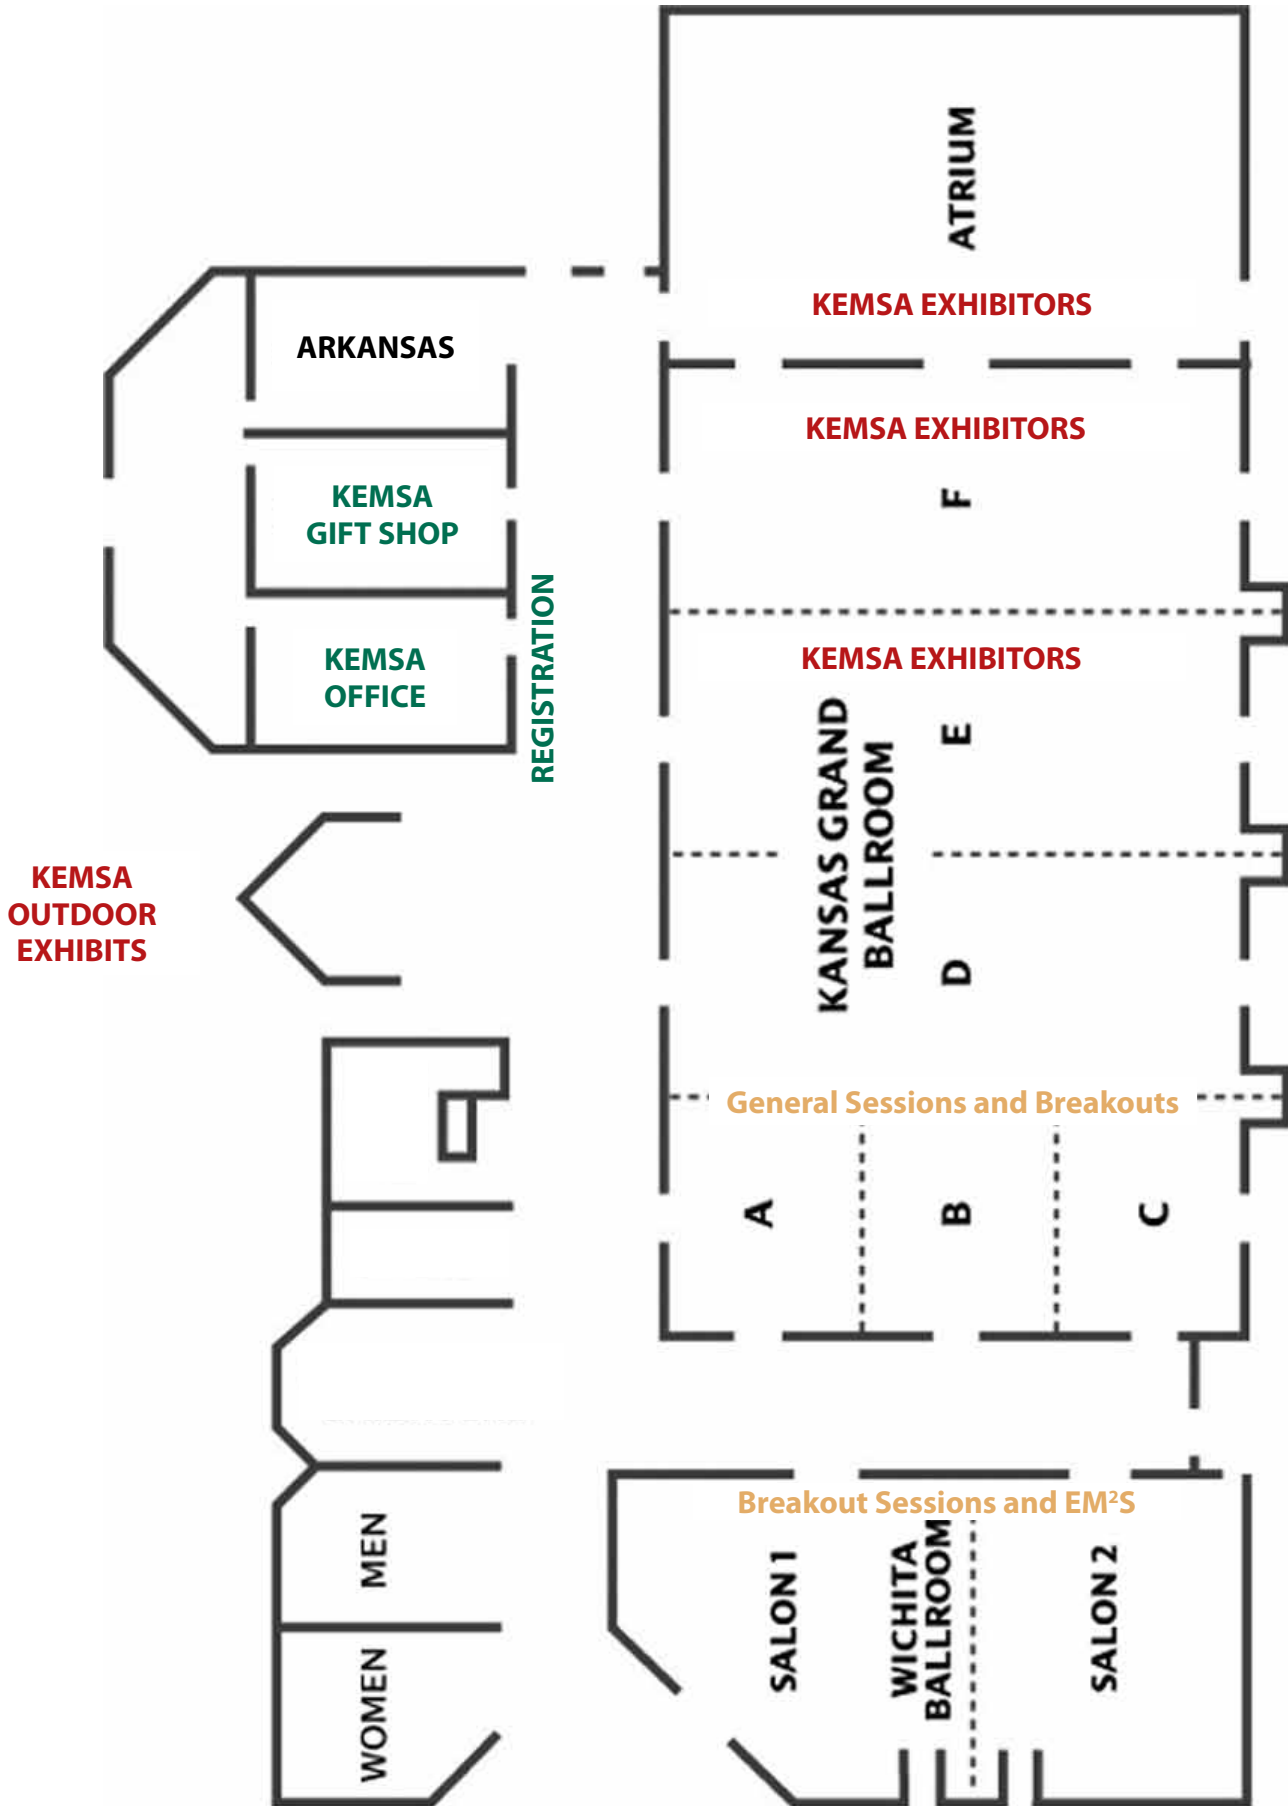 ATRIUM
KEMSA EXHIBITORS
ARKANSAS
KEMSA EXHIBITORS
KEMSA
GIFT SHOP
F
REGISTRATION
KEMSA
OFFICE
KEMSA EXHIBITORS
E
KANSAS GRAND
BALLROOM
KEMSA
OUTDOOR
EXHIBITS
D
General Sessions and Breakouts
A
B
C
Breakout Sessions and EM²S
MEN
SALON 1
WICHITA
BALLROOM
SALON 2
WOMEN